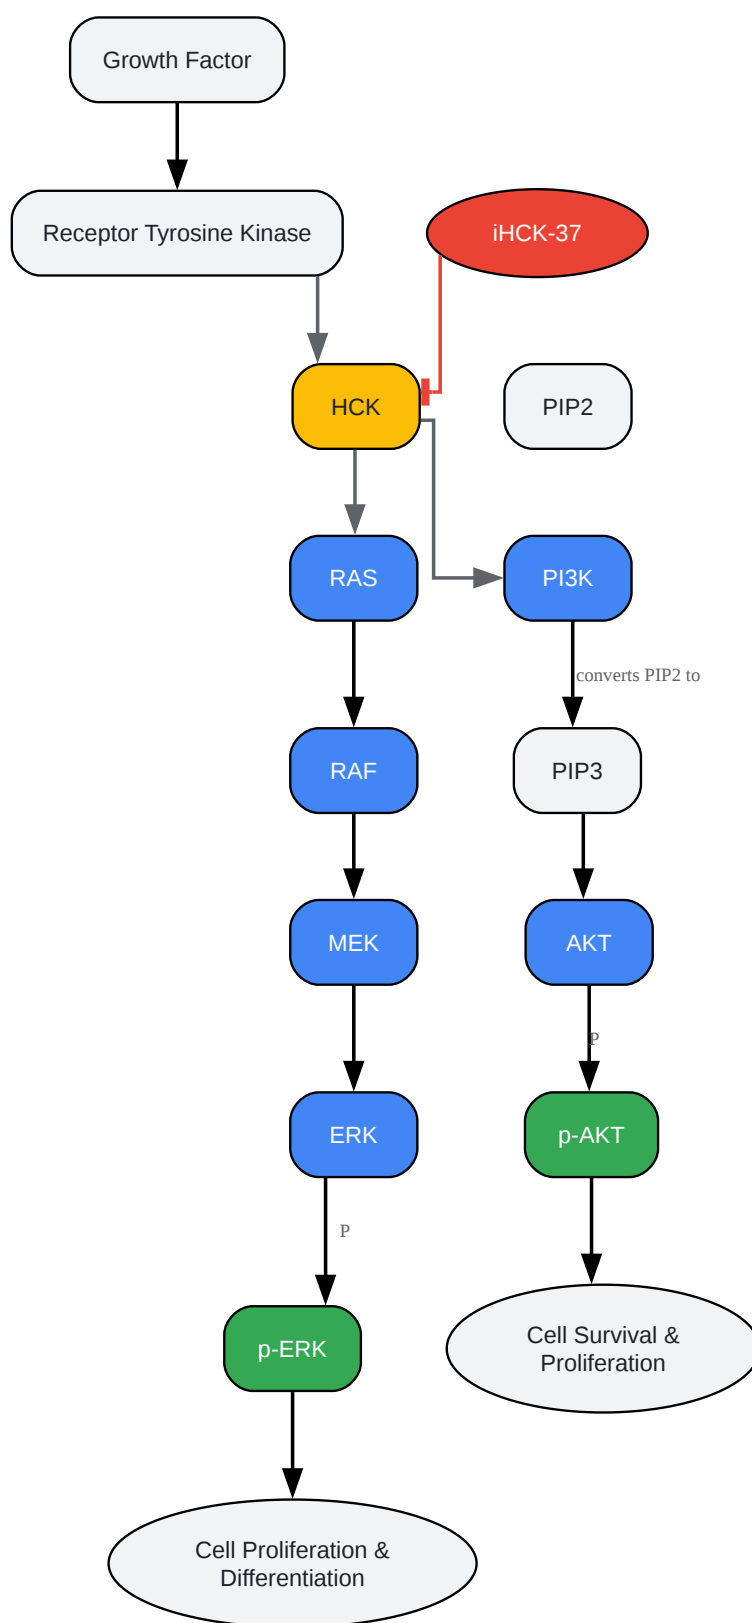 Growth Factor
Receptor Tyrosine Kinase
iHCK-37
HCK
PIP2
RAS
PI3K
converts PIP2 to
RAF
PIP3
MEK
AKT
P
ERK
p-AKT
P
p-ERK
Cell Survival &
Proliferation
Cell Proliferation &
Differentiation